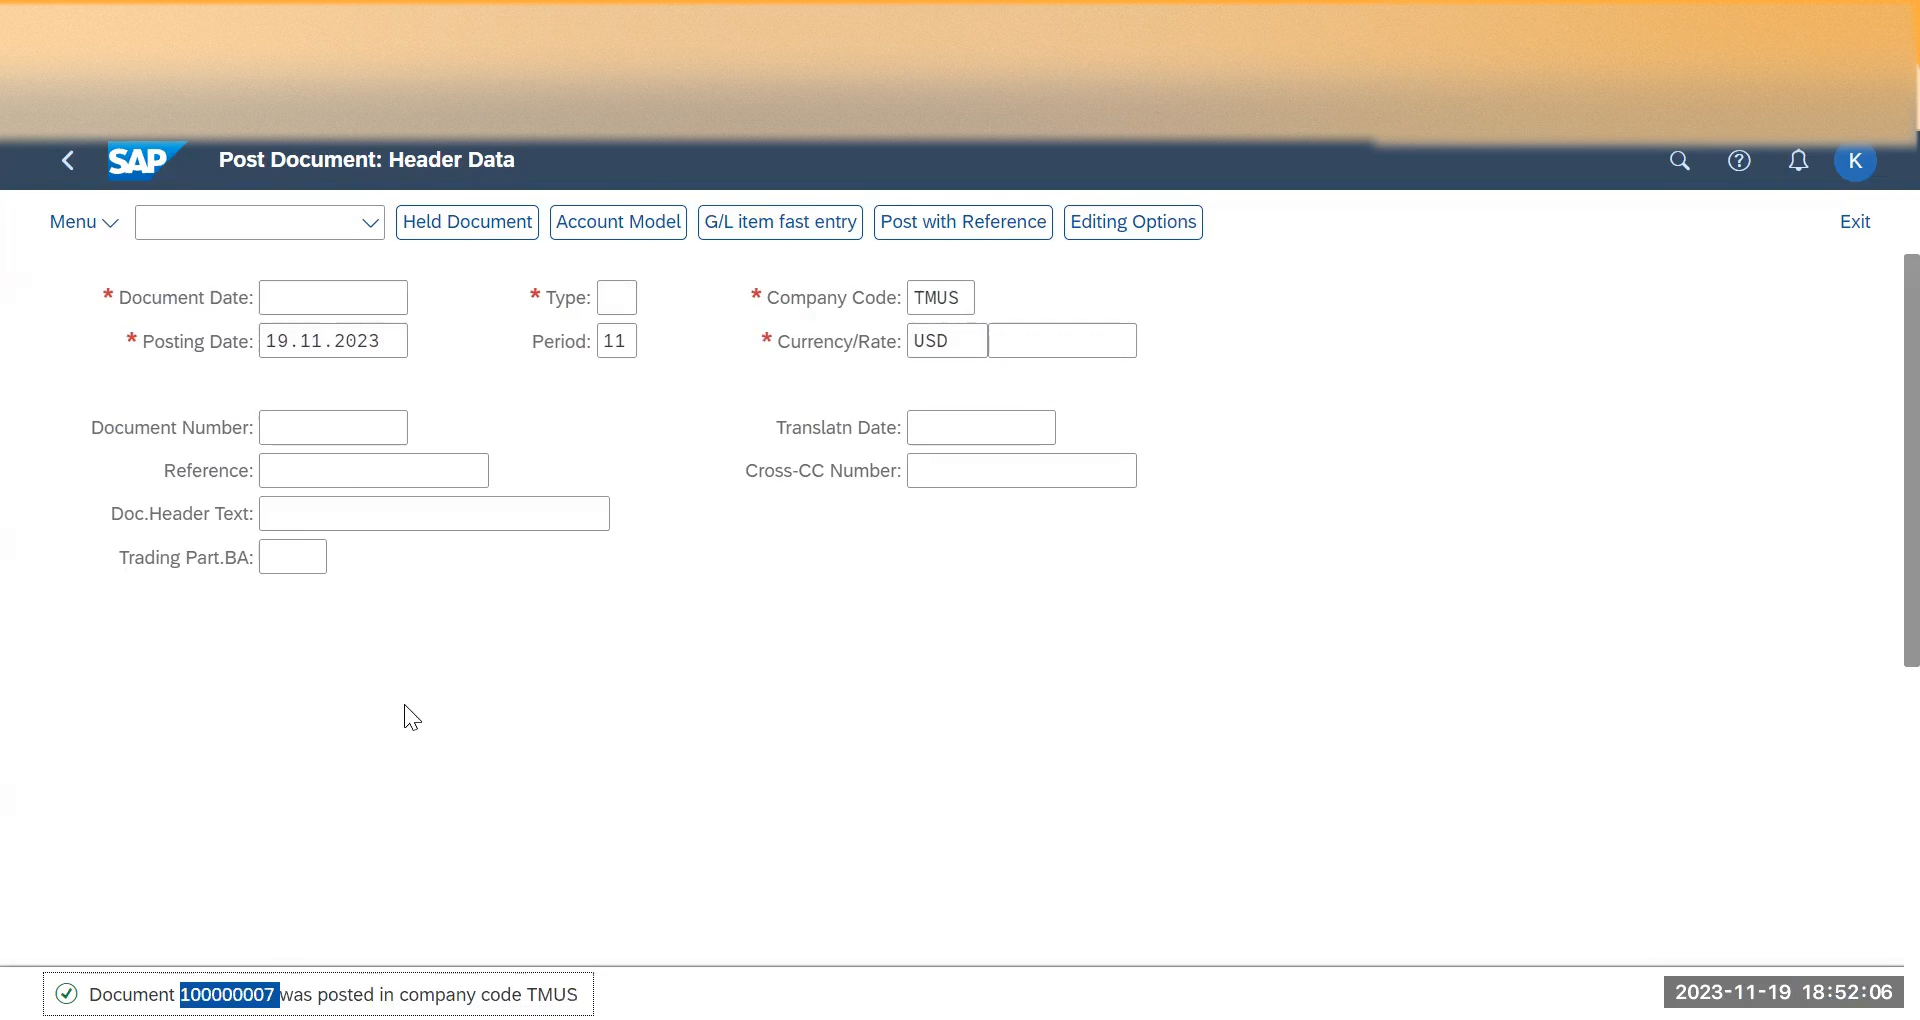 SAP Post Document: Header Data K
Menu Held Document Account Model G/L item fast entry Post with Reference Editing Options Exit
* Document Date: * Type: * Company Code: TMUS
* Posting Date: 19.11.2023 Period: 11 * Currency/Rate: USD
Document Number: Translatn Date:
Reference: Cross-CC Number:
Doc.Header Text:
Trading Part.BA:
Document 100000007 was posted in company code TMUS 2023-11-19 18:52:06